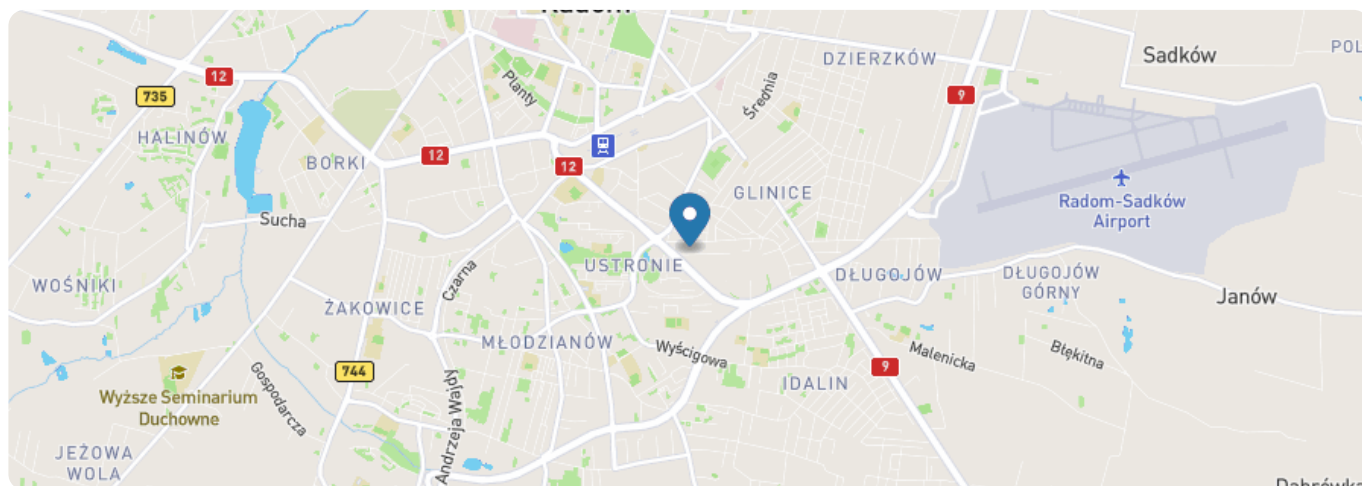 Radom
DZIERZKÓW
Sadków
POL
Planty
Średnia
12
735
9
HALINÓW
BORKI
12
12
GLINICE
Radom-Sadków
Airport
Sucha
USTRONIE
WOŚNIKI
Czarna
DŁUGOJÓW
DŁUGOJÓW
GÓRNY
Janów
ŻAKOWICE
MŁODZIANÓW
Wyścigowa
Malenicka
Błękitna
744
9
IDALIN
Wyższe Seminarium
Duchowne
Gospodarcza
Andrzeja Wajdy
JEŻOWA
WOLA
Dąbrówka